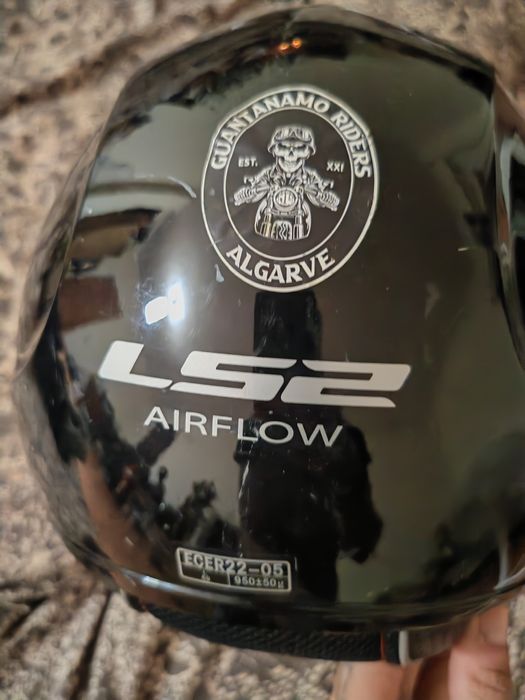 GUANTANAMO RIDERS
EST. XXI
ALGARVE
LS2
AIRFLOW
ECER22-05
950±50g